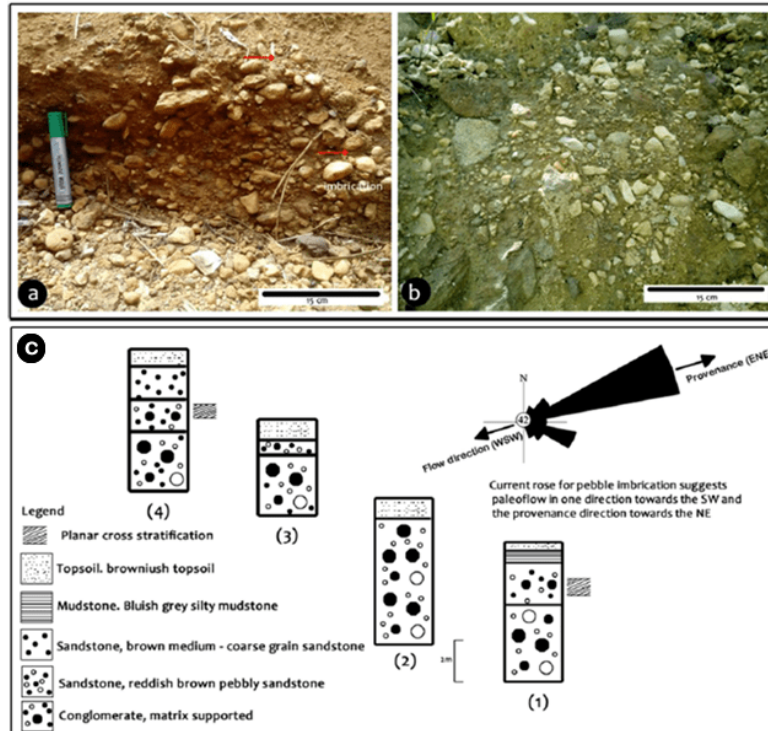 imbrication
a
15 cm
b
15 cm
c
N
42
Provenance (ENE)
Flow direction (WSW)
Current rose for pebble imbrication suggests
paleoflow in one direction towards the SW and
the provenance direction towards the NE
(4)
(3)
(2)
(1)
Legend
Planar cross stratification
Topsoil. browniush topsoil
Mudstone. Bluish grey silty mudstone
Sandstone, brown medium - coarse grain sandstone
Sandstone, reddish brown pebbly sandstone
Conglomerate, matrix supported